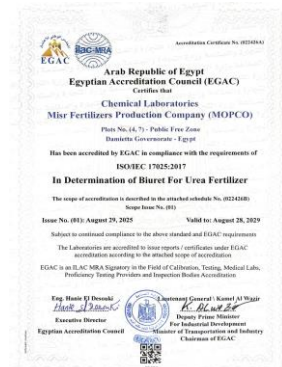 Accreditation Certificate No. (022426A)
EGAC
ilac-MRA
Arab Republic of Egypt
Egyptian Accreditation Council (EGAC)
Certifies that
Chemical Laboratories
Misr Fertilizers Production Company (MOPCO)
Plots No. (4, 7) - Public Free Zone
Damietta Governorate - Egypt
Has been accredited by EGAC in compliance with the requirements of
ISO/IEC 17025:2017
In Determination of Biuret For Urea Fertilizer
The scope of accreditation is described in the attached schedule No. (022426B)
Scope Issue No. (01)
Issue No. (01): August 29, 2025 Valid to: August 28, 2029
Subject to continued compliance to the above standard and EGAC requirements
The Laboratories are accredited to issue reports / certificates under EGAC
accreditation according to the attached scope of accreditation
EGAC is an ILAC MRA Signatory in the Field of Calibration, Testing, Medical Labs,
Proficiency Testing Providers and Inspection Bodies Accreditation
Eng. Hanie El Desouki
Executive Director
Egyptian Accreditation Council
Lieutenant General / Kamel Al Wazir
Deputy Prime Minister
For Industrial Development
Minister of Transportation and Industry
Chairman of EGAC